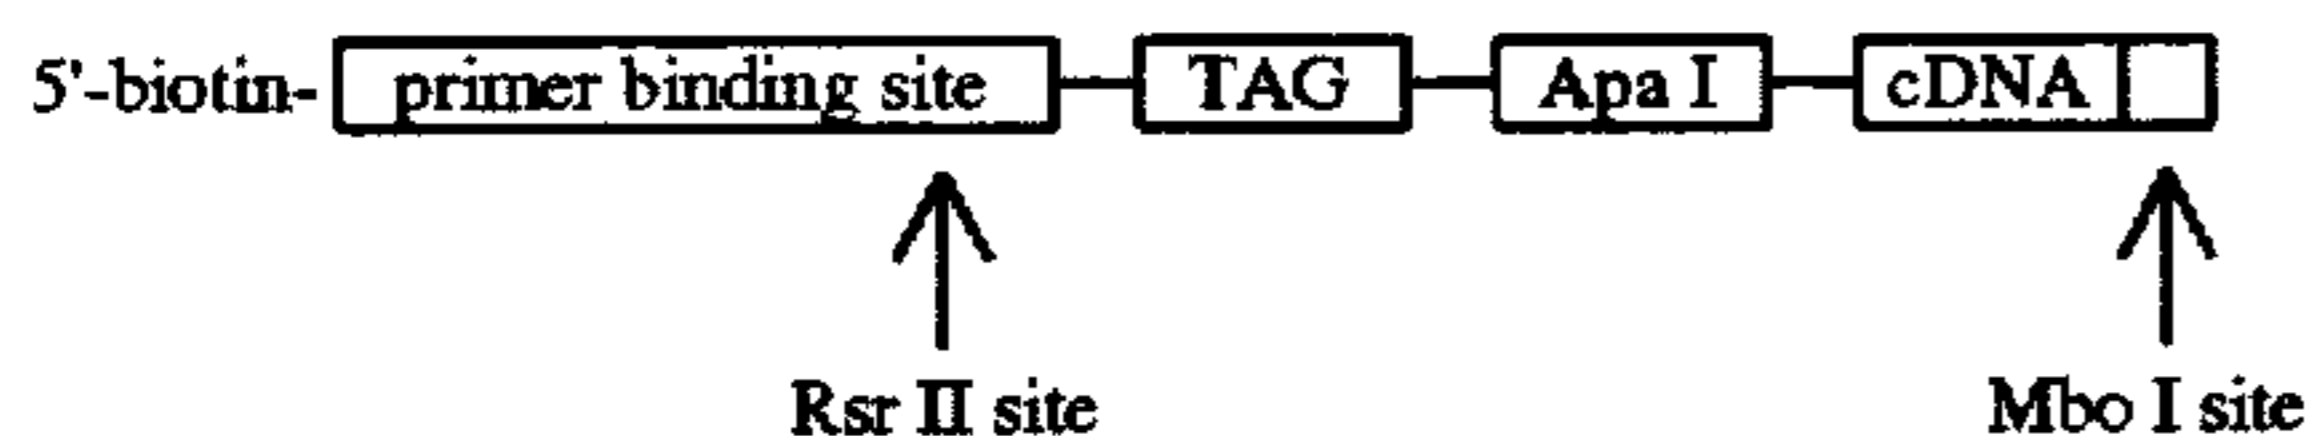 5'-biotin- primer binding site TAG Apa I cDNA
Rsr II site Mbo I site